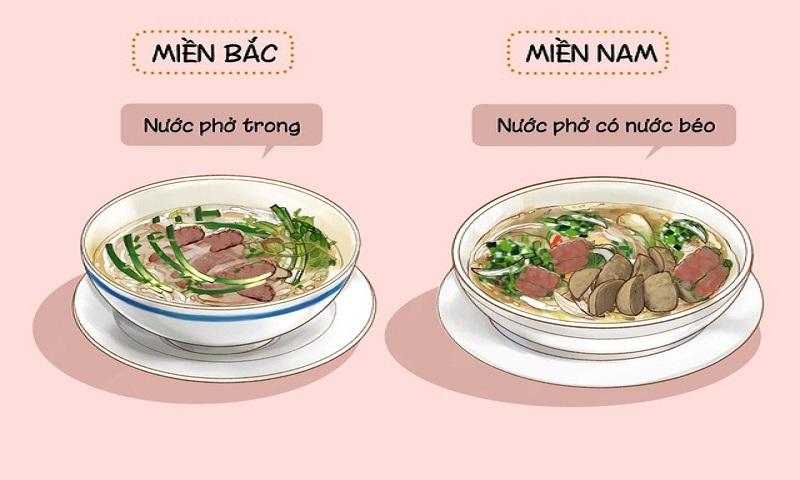 MIỀN BẮC
MIỀN NAM
Nước phở trong
Nước phở có nước béo